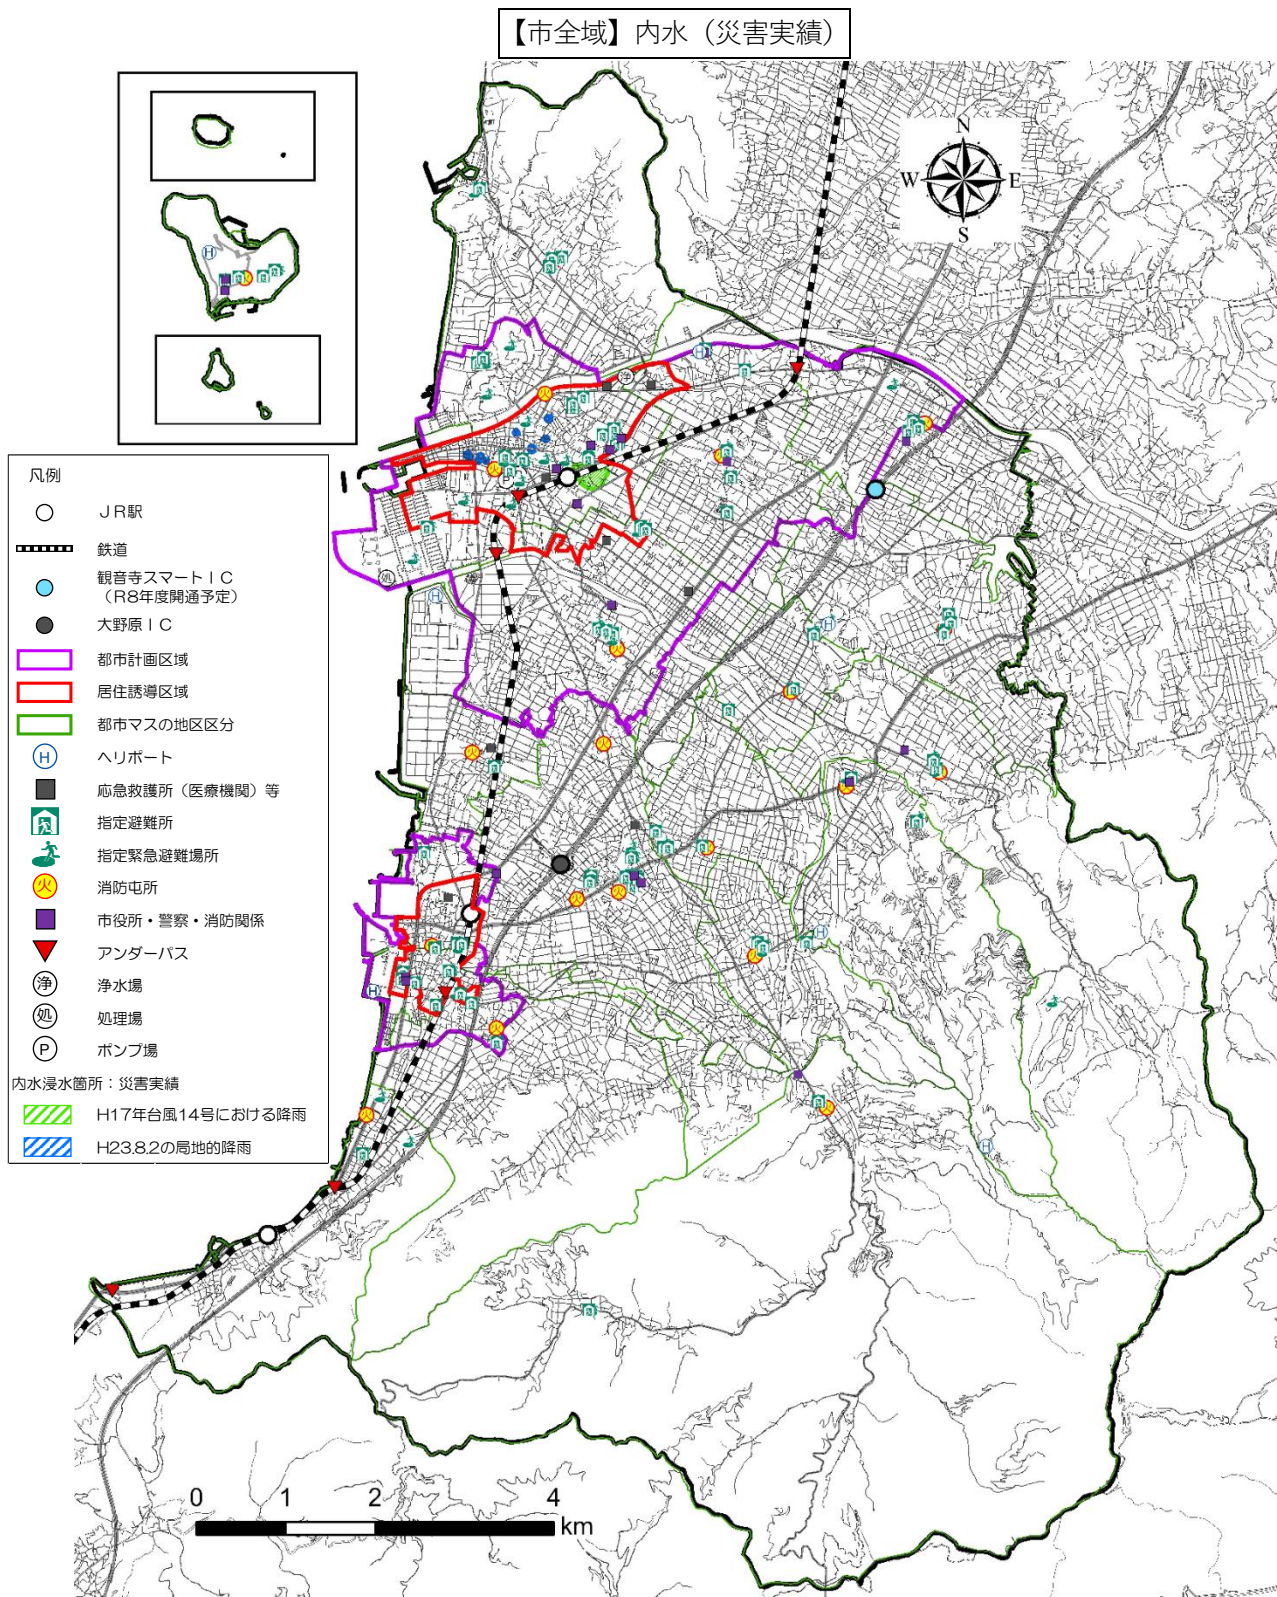 【市全域】内水（災害実績）
N
W
E
S
凡例
ＪＲ駅
鉄道
観音寺スマートＩＣ
（R8年度開通予定）
大野原ＩＣ
都市計画区域
居住誘導区域
都市マスの地区区分
H
ヘリポート
応急救護所（医療機関）等
指定避難所
指定緊急避難場所
火
消防屯所
市役所・警察・消防関係
アンダーパス
浄
浄水場
処
処理場
P
ポンプ場
内水浸水箇所：災害実績
H17年台風14号における降雨
H23.8.2の局地的降雨
0 1 2 4
km